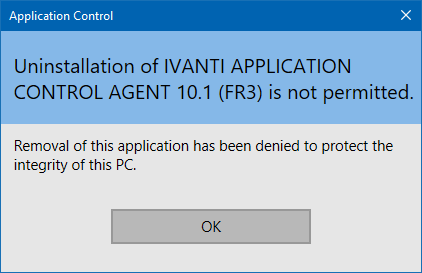 Application Control
Uninstallation of IVANTI APPLICATION
CONTROL AGENT 10.1 (FR3) is not permitted.
Removal of this application has been denied to protect the
integrity of this PC.
OK